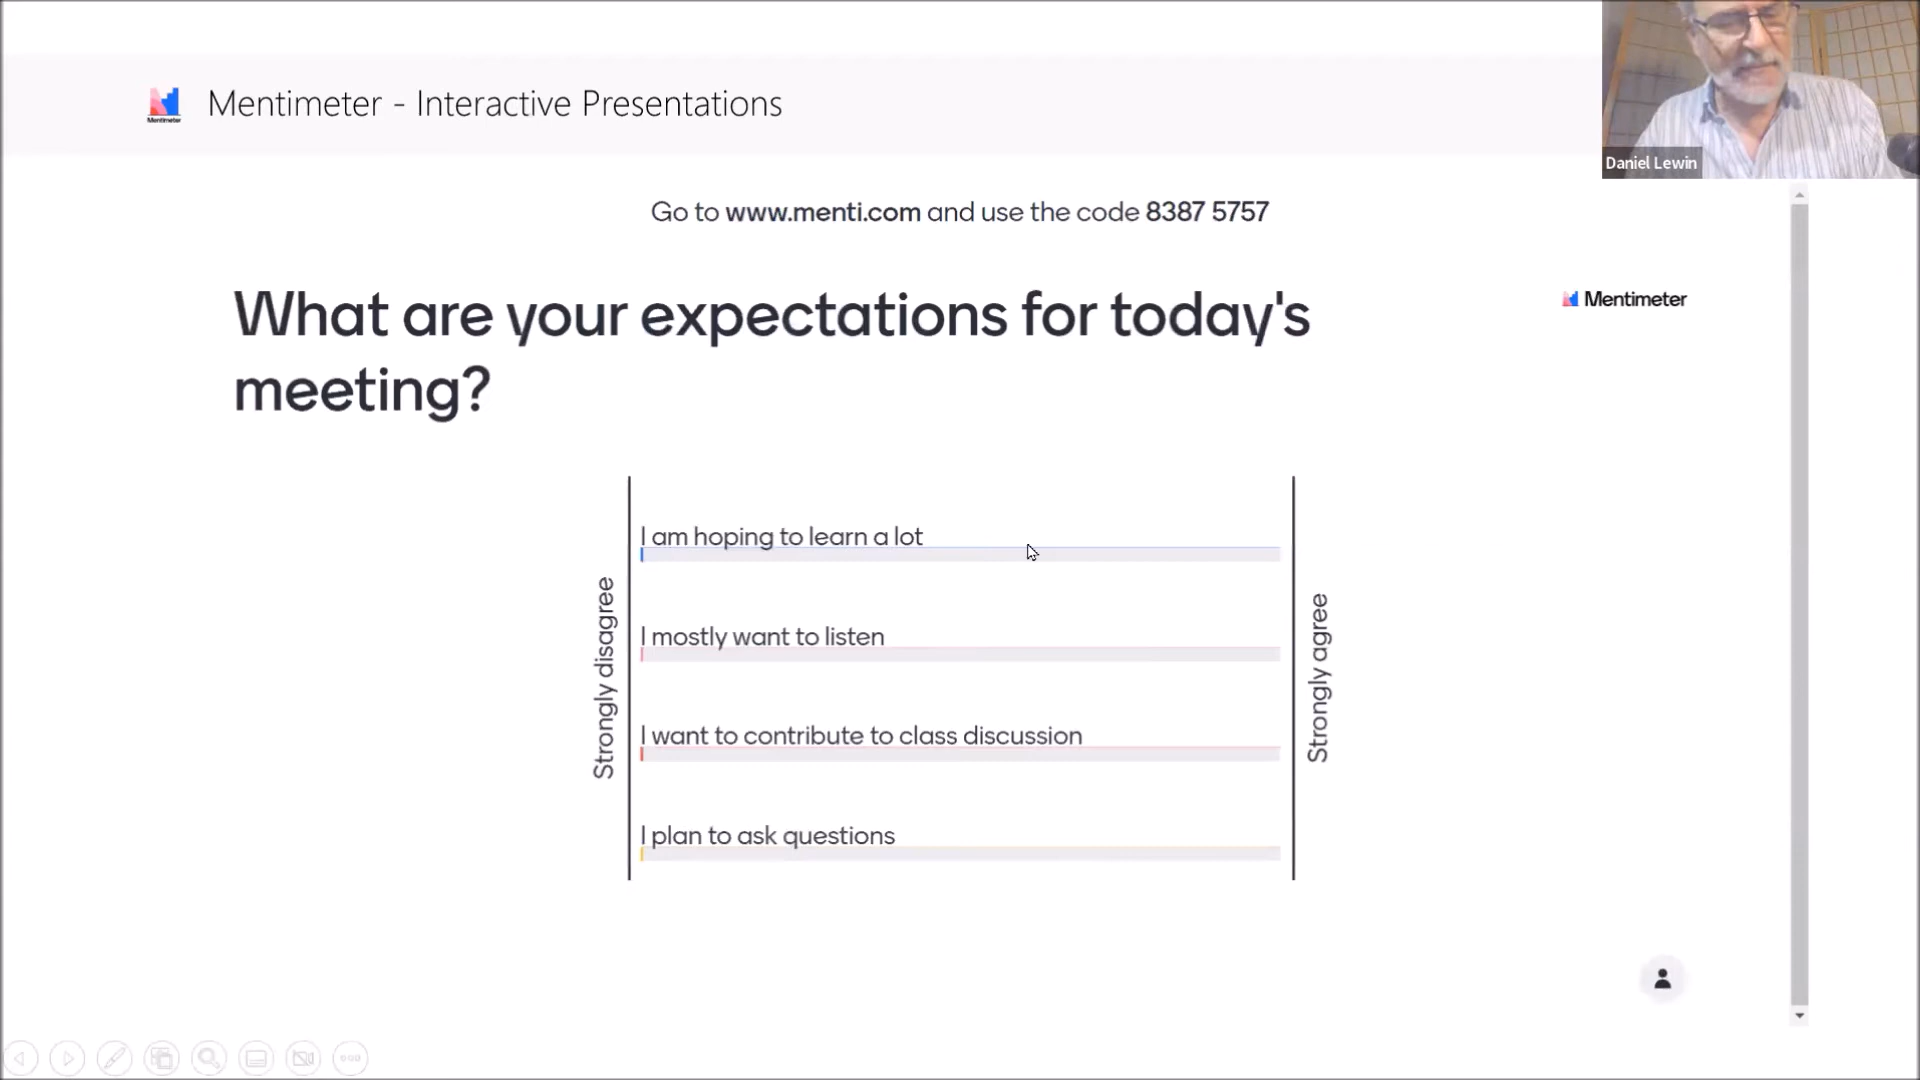 Mentimeter
Mentimeter - Interactive Presentations
Daniel Lewin
Go to www.menti.com and use the code 8387 5757
What are your expectations for today's
meeting?
Mentimeter
Strongly disagree
I am hoping to learn a lot
I mostly want to listen
I want to contribute to class discussion
I plan to ask questions
Strongly agree